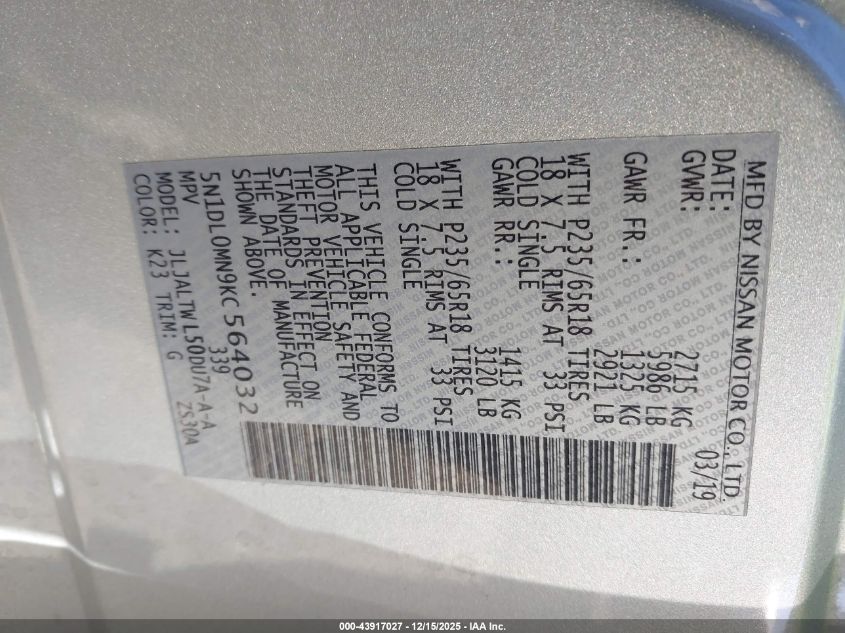 MFD BY NISSAN MOTOR CO., LTD.
DATE: 03/19
GVWR: 2715 KG
5986 LB
GAWR FR.: 1325 KG
2921 LB
WITH P235/65R18 TIRES
18 X 7.5 RIMS AT 33 PSI
COLD SINGLE
GAWR RR.: 1415 KG
3120 LB
WITH P235/65R18 TIRES
18 X 7.5 RIMS AT 33 PSI
COLD SINGLE
THIS VEHICLE CONFORMS TO
ALL APPLICABLE FEDERAL
MOTOR VEHICLE SAFETY AND
THEFT PREVENTION
STANDARDS IN EFFECT ON
THE DATE OF MANUFACTURE
SHOWN ABOVE.
5N1DL0MN9KC564032
MPV 339
MODEL: JLJALTWL50DU7A-A-A
COLOR: K23 TRIM: G ZS30A
000-43917027 - 12/15/2025 - IAA Inc.